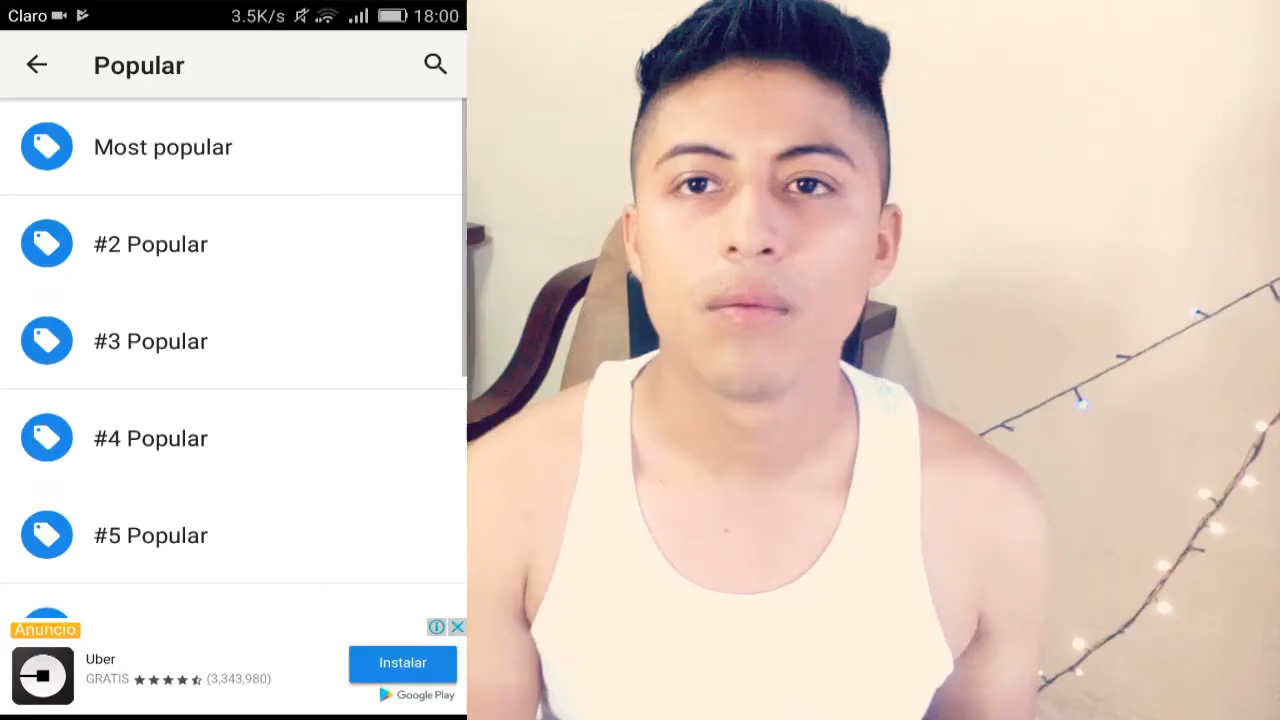 Claro 3.5K/s 18:00
Popular
Most popular
#2 Popular
#3 Popular
#4 Popular
#5 Popular
Anuncio
Uber
GRATIS (3,343,980)
Instalar
Google Play